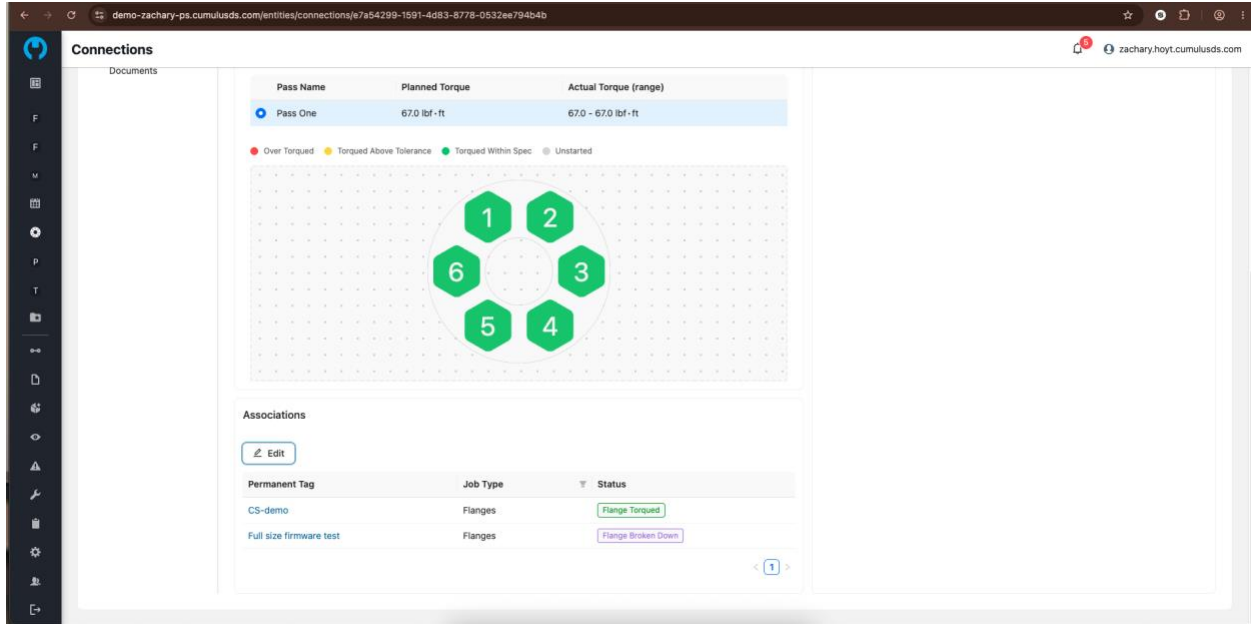 demo-zachary-ps.cumulusds.com/entities/connections/e7a54299-1591-4d83-8778-0532ee794b4b
Connections
5
zachary.hoyt.cumulusds.com
Documents
F
F
M
P
T
Pass Name Planned Torque Actual Torque (range)
Pass One 67.0 lbf·ft 67.0 – 67.0 lbf·ft
Over Torqued Torqued Above Tolerance Torqued Within Spec Unstarted
1 2
6 3
5 4
Associations
Edit
Permanent Tag Job Type Status
CS-demo Flanges Flange Torqued
Full size firmware test Flanges Flange Broken Down
< 1 >